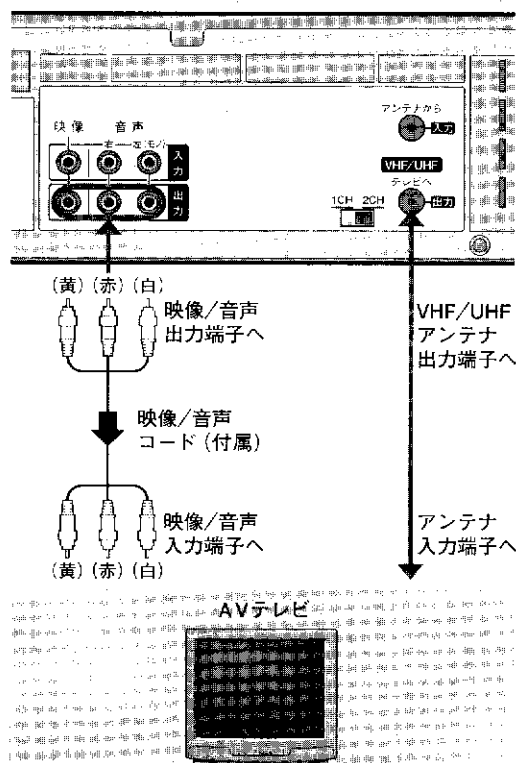 アンテナから
入力
映像 音声
右 左(モノ)
入力
VHF/UHF
テレビへ
出力
1CH 2CH
出力
(黄)(赤)(白)
映像/音声
出力端子へ
VHF/UHF
アンテナ
出力端子へ
映像/音声
コード(付属)
映像/音声
入力端子へ
(黄)(赤)(白)
アンテナ
入力端子へ
AVテレビ